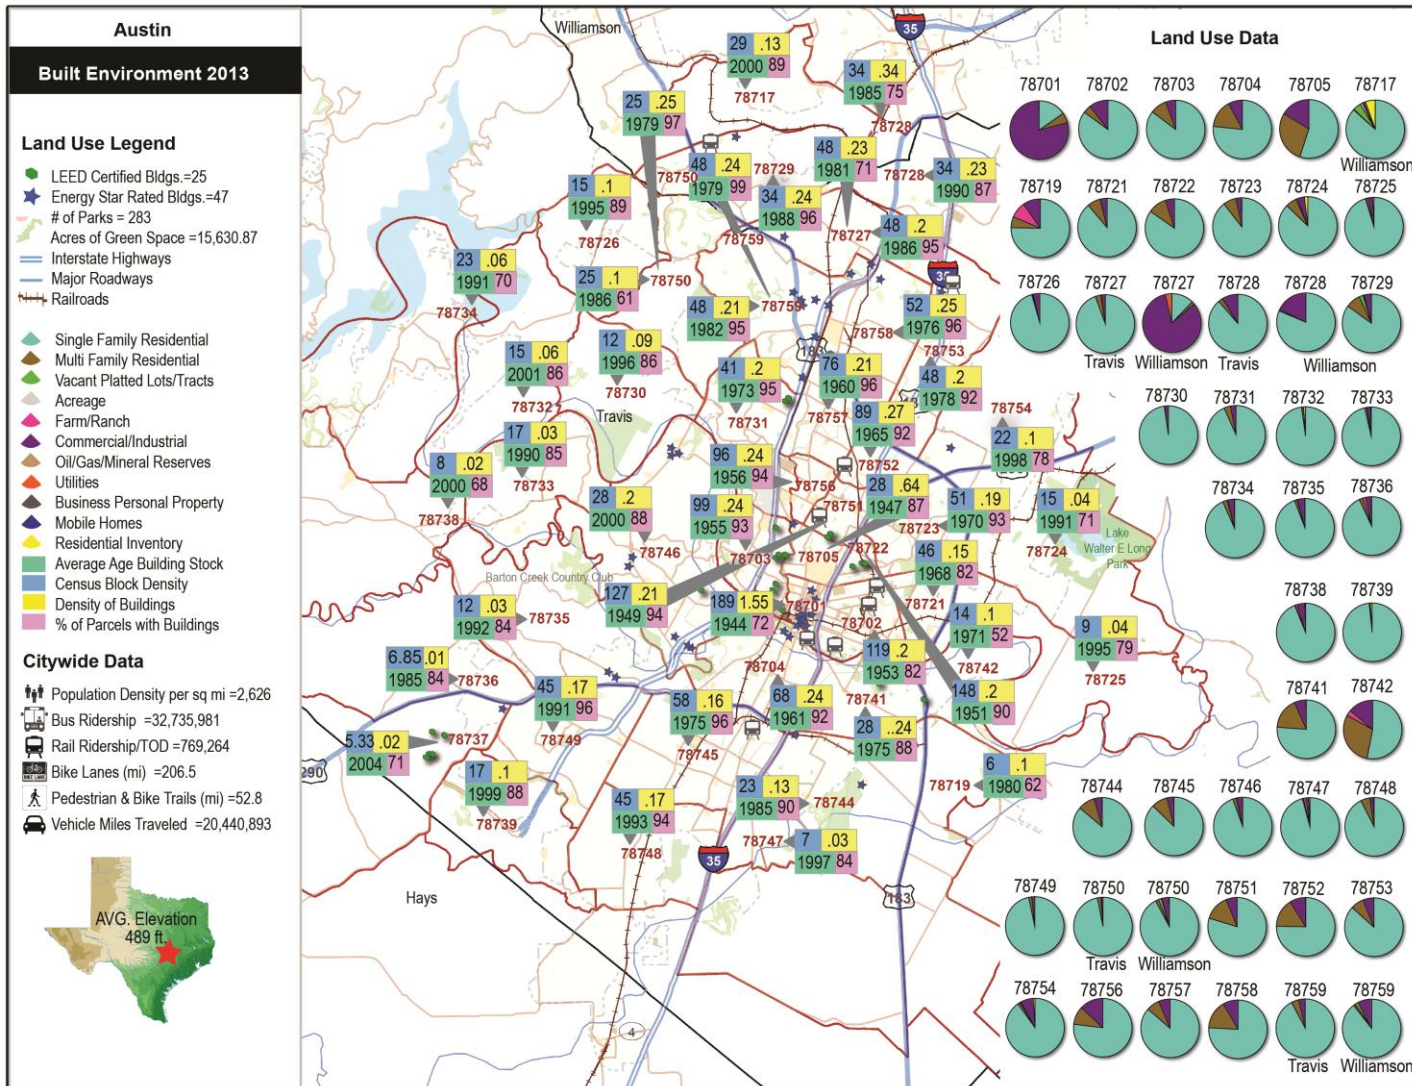 Austin
Built Environment 2013
Land Use Legend
LEED Certified Bldgs.=25
Energy Star Rated Bldgs.=47
# of Parks = 283
Acres of Green Space =15,630.87
Interstate Highways
Major Roadways
Railroads
Single Family Residential
Multi Family Residential
Vacant Platted Lots/Tracts
Acreage
Farm/Ranch
Commercial/Industrial
Oil/Gas/Mineral Reserves
Utilities
Business Personal Property
Mobile Homes
Residential Inventory
Average Age Building Stock
Census Block Density
Density of Buildings
% of Parcels with Buildings
Citywide Data
Population Density per sq mi =2,626
Bus Ridership =32,735,981
Rail Ridership/TOD =769,264
Bike Lanes (mi) =206.5
Pedestrian & Bike Trails (mi) =52.8
Vehicle Miles Traveled =20,440,893
AVG. Elevation
489 ft.
Williamson
35
29 .13
2000 89
78717
34 .34
1985 75
78728
25 .25
1979 97
78750
48 .24
1979 99
78759
78729
34 .24
1988 96
48 .23
1981 71
78727
78728
34 .23
1990 87
15 .1
1995 89
78726
48 .2
1986 95
23 .06
1991 70
78734
25 .1
1986 61
78750
48 .21
1982 95
78759
52 .25
1976 96
78758
183
78753
15 .06
2001 86
78732
12 .09
1996 86
78730
41 .2
1973 95
78731
76 .21
1960 96
78757
48 .2
1978 92
Travis
89 .27
1965 92
78752
78754
22 .1
1998 78
17 .03
1990 85
78733
8 .02
2000 68
78738
96 .24
1956 94
78756
28 .64
1947 87
78751
28 .2
2000 88
78746
99 .24
1955 93
78703
78705
78722
51 .19
1970 93
78723
15 .04
1991 71
78724
Lake
Walter E Long
Park
Barton Creek Country Club
46 .15
1968 82
78721
127 .21
1949 94
189 1.55
1944 72
78701
78702
12 .03
1992 84
78735
14 .1
1971 52
78742
9 .04
1995 79
78725
119 .2
1953 82
6.85 .01
1985 84
78736
78704
68 .24
1961 92
148 .2
1951 90
45 .17
1991 96
78749
58 .16
1975 96
78745
78741
28 ..24
1975 88
5.33 .02
2004 71
78737
290
17 .1
1999 88
78739
6 .1
1980 62
78719
23 .13
1985 90
78744
45 .17
1993 94
78748
7 .03
1997 84
78747
35
183
Hays
4
Land Use Data
78701 78702 78703 78704 78705 78717
Williamson
78719 78721 78722 78723 78724 78725
78726 78727 78727 78728 78728 78729
Travis Williamson Travis Williamson
78730 78731 78732 78733
78734 78735 78736
78738 78739
78741 78742
78744 78745 78746 78747 78748
78749 78750 78750 78751 78752 78753
Travis Williamson
78754 78756 78757 78758 78759 78759
Travis Williamson